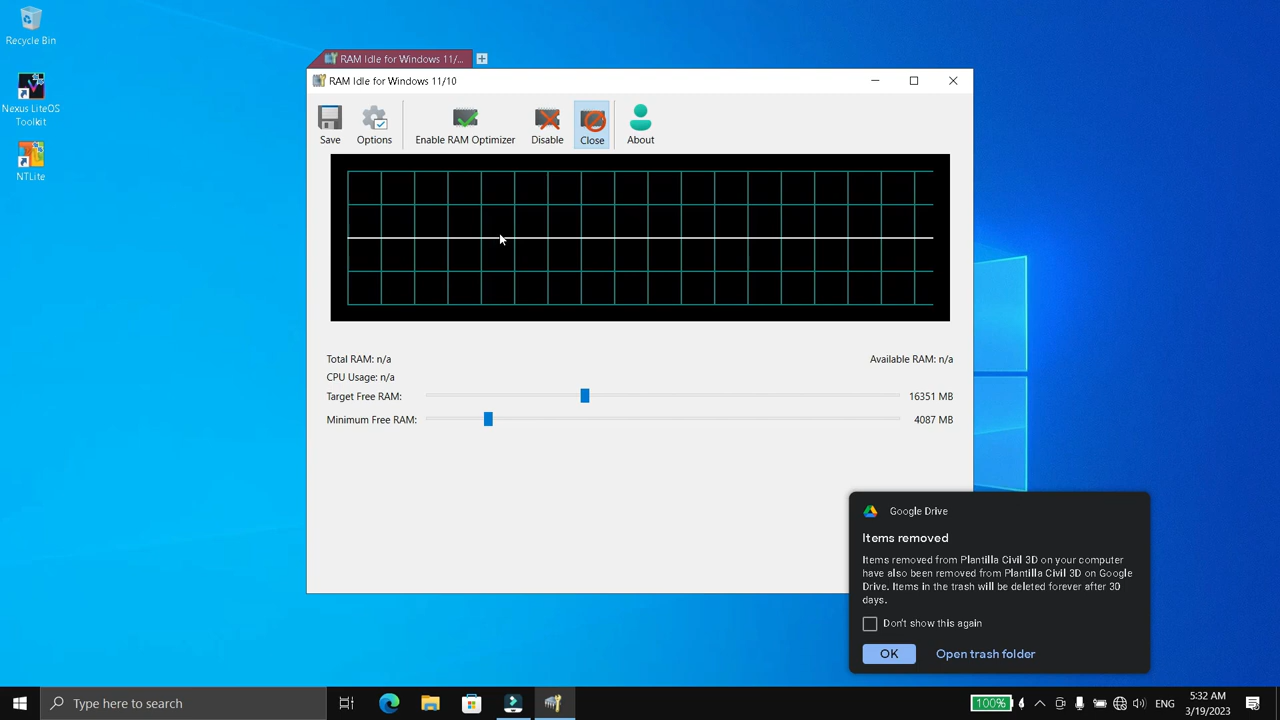 Recycle Bin
Nexus LiteOS
Toolkit
NTLite
RAM Idle for Windows 11/...
RAM Idle for Windows 11/10
Save
Options
Enable RAM Optimizer
Disable
Close
About
Total RAM: n/a
Available RAM: n/a
CPU Usage: n/a
Target Free RAM:
16351 MB
Minimum Free RAM:
4087 MB
Google Drive
Items removed
Items removed from Plantilla Civil 3D on your computer
have also been removed from Plantilla Civil 3D on Google
Drive. Items in the trash will be deleted forever after 30
days.
Don't show this again
OK
Open trash folder
Type here to search
100%
ENG
5:32 AM
3/19/2023